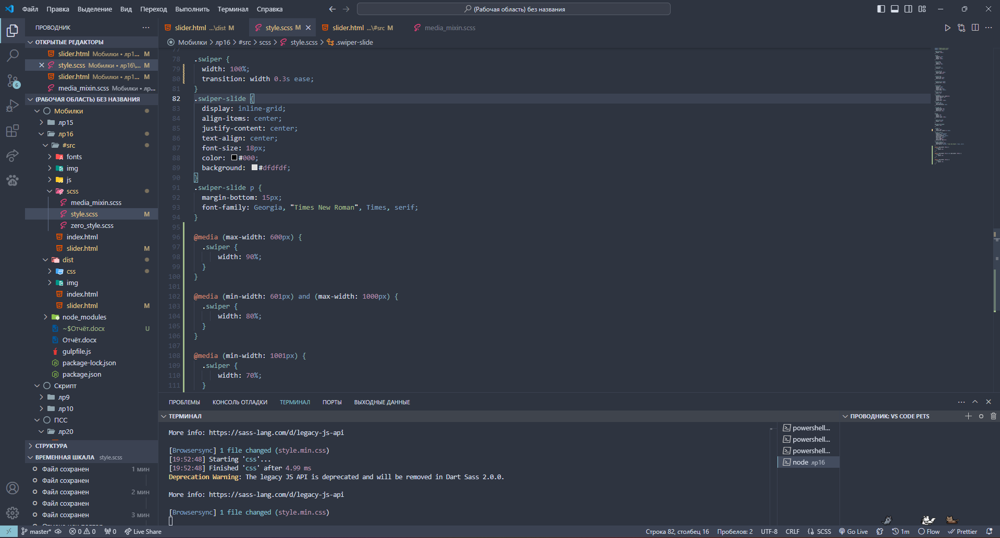 Файл Правка Выделение Вид Переход Выполнить Терминал Справка
(Рабочая область) без названия
ПРОВОДНИК
slider.html ...\dist M
style.scss M
slider.html ...\#src M
media_mixin.scss
Мобилки > лр16 > #src > scss > style.scss > .swiper-slide
ОТКРЫТЫЕ РЕДАКТОРЫ
slider.html Мобилки • лр1... M
style.scss Мобилки • лр16\... M
slider.html Мобилки • лр1... M
media_mixin.scss Мобилки • лр...
(РАБОЧАЯ ОБЛАСТЬ) БЕЗ НАЗВАНИЯ
Мобилки
лр15
лр16
#src
fonts
img
js
scss
media_mixin.scss
style.scss M
zero_style.scss
index.html
slider.html M
dist
css
img
index.html
slider.html M
node_modules
~$Отчёт.docx U
Отчёт.docx
gulpfile.js
package-lock.json
package.json
Скрипт
лр9
лр10
ПСС
лр20
СТРУКТУРА
ВРЕМЕННАЯ ШКАЛА style.scss
Файл сохранен 1 мин
Файл сохранен
Файл сохранен 2 мин
Файл сохранен
Файл сохранен 3 мин
6
77
78 .swiper {
79 width: 100%;
80 transition: width 0.3s ease;
81 }
82 .swiper-slide {
83 display: inline-grid;
84 align-items: center;
85 justify-content: center;
86 text-align: center;
87 font-size: 18px;
88 color: #000;
89 background: #dfdfdf;
90 }
91 .swiper-slide p {
92 margin-bottom: 15px;
93 font-family: Georgia, "Times New Roman", Times, serif;
94 }
95
96 @media (max-width: 600px) {
97 .swiper {
98 width: 90%;
99 }
100 }
101
102 @media (min-width: 601px) and (max-width: 1000px) {
103 .swiper {
104 width: 80%;
105 }
106 }
107
108 @media (min-width: 1001px) {
109 .swiper {
110 width: 70%;
111 }
ПРОБЛЕМЫ КОНСОЛЬ ОТЛАДКИ ТЕРМИНАЛ ПОРТЫ ВЫХОДНЫЕ ДАННЫЕ
ТЕРМИНАЛ
More info: https://sass-lang.com/d/legacy-js-api
[Browsersync] 1 file changed (style.min.css)
[19:52:48] Starting 'css'...
[19:52:48] Finished 'css' after 4.99 ms
Deprecation Warning: The legacy JS API is deprecated and will be removed in Dart Sass 2.0.0.
More info: https://sass-lang.com/d/legacy-js-api
[Browsersync] 1 file changed (style.min.css)
powershell...
powershell...
powershell...
node лр16
ПРОВОДНИК: VS CODE PETS
master* 0 0 0 Live Share
Строка 82, столбец 16 Пробелов: 2 UTF-8 CRLF {} SCSS Go Live 1m Flow Prettier